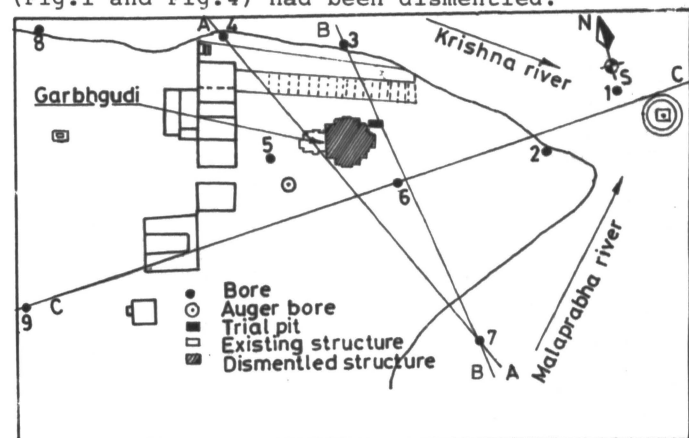 (Fig.1 and Fig.4) had been dismentled.
A 4 B 3 N
8 Krishna river S C
Garbhgudi 1
5 2
6
Malaprabha river
9 C
Bore
Auger bore
Trial pit
Existing structure
Dismentled structure
7
B A